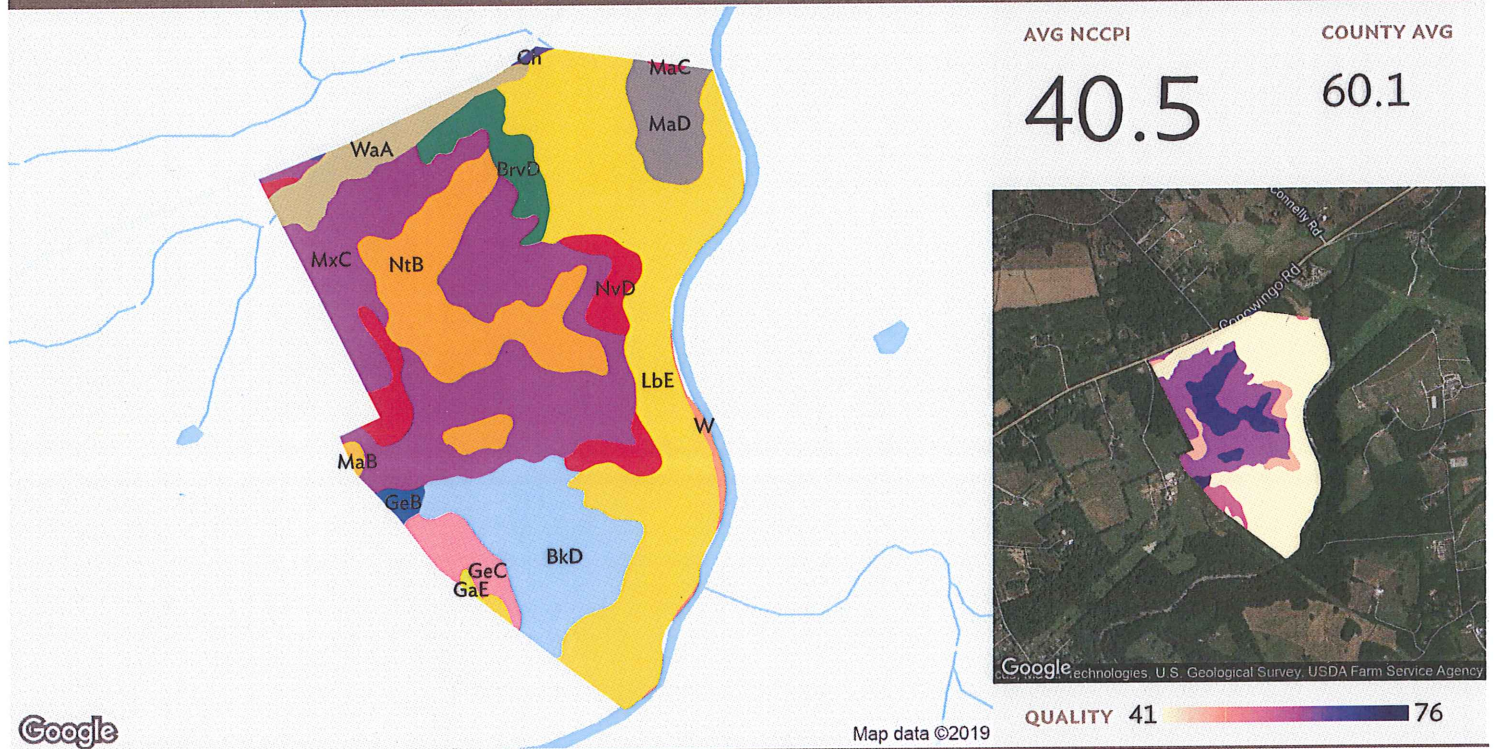 AVG NCCPI
COUNTY AVG
40.5
60.1
Ch
MaC
MaD
WaA
BrvD
MxC
NtB
NvD
LbE
W
MaB
GeB
BkD
GeC
GaE
Google
Map data ©2019
Connelly Rd
Conowingo Rd
Google
Technologies, U.S. Geological Survey, USDA Farm Service Agency
QUALITY 41 76